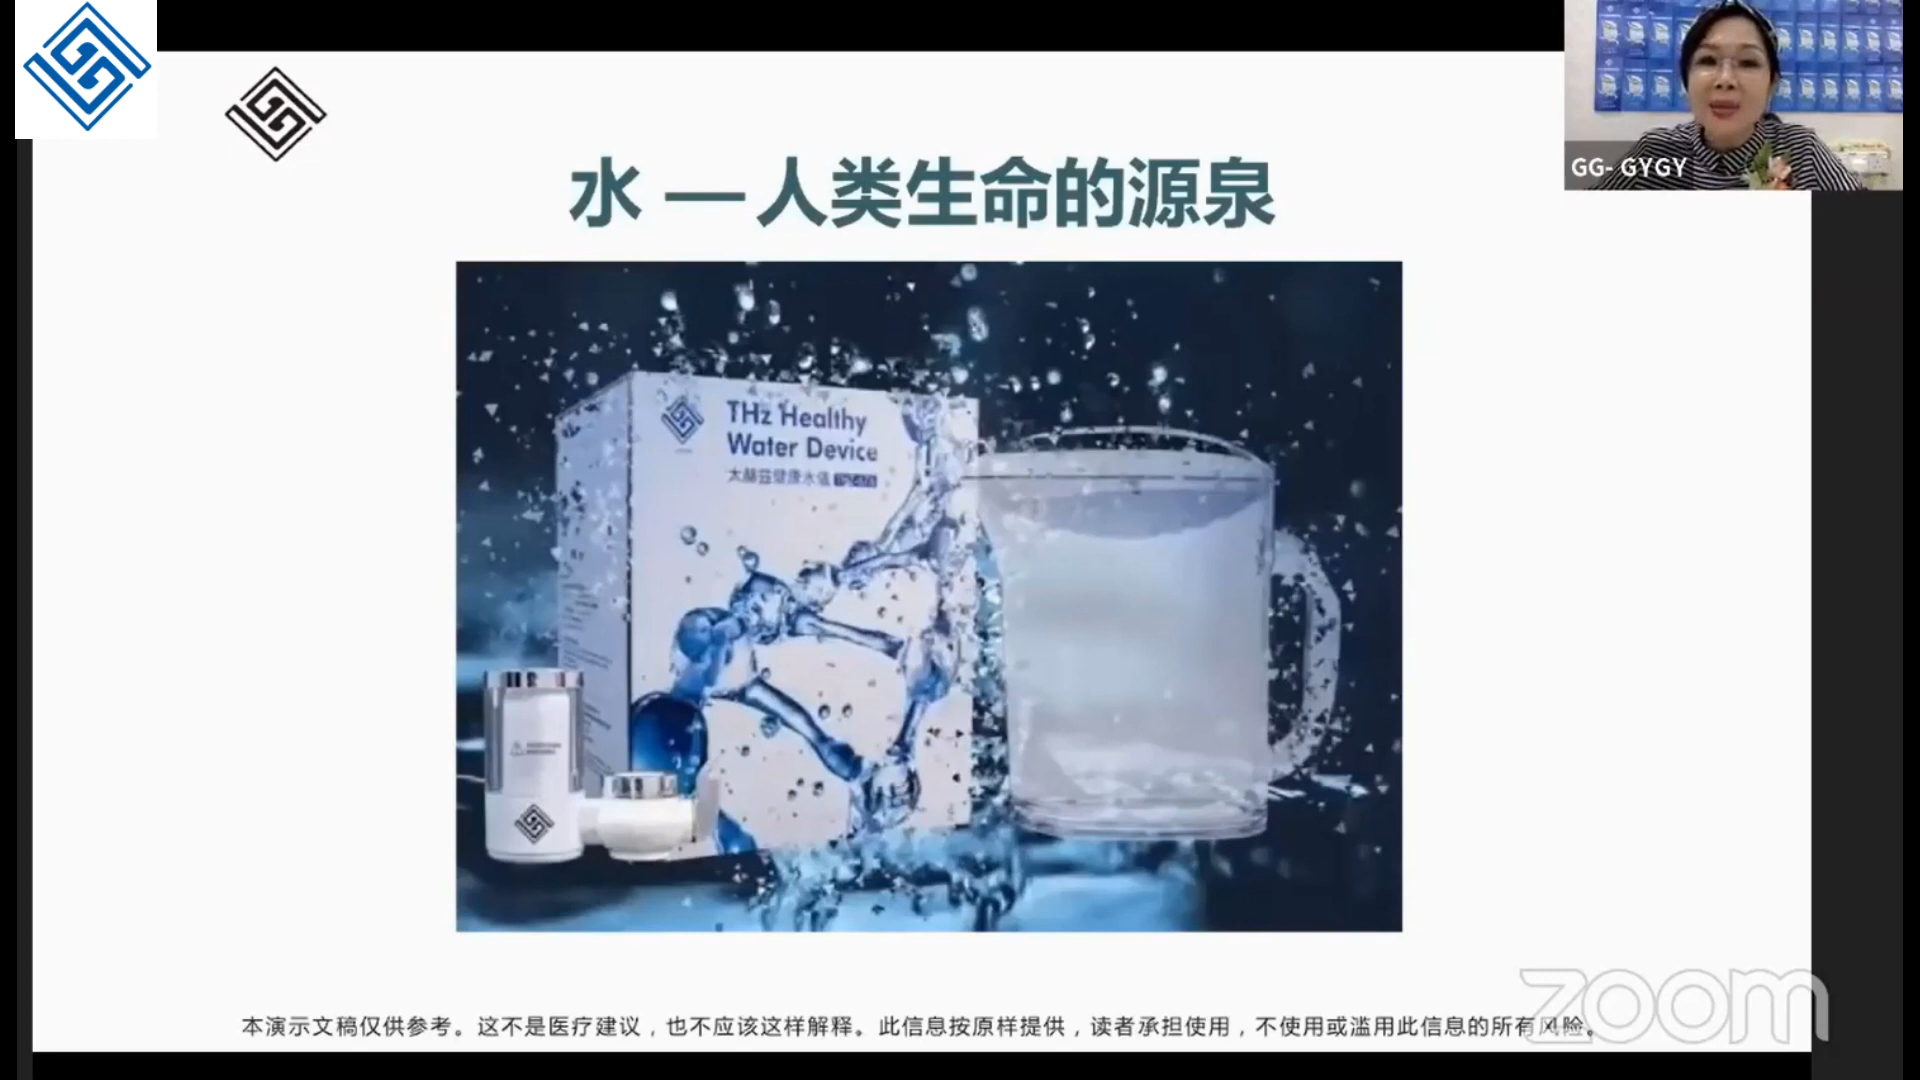 GG- GYGY
水 — 人类生命的源泉
THz Healthy
Water Device
太赫兹健康水仪
本演示文稿仅供参考。这不是医疗建议，也不应该这样解释。此信息按原样提供，读者承担使用，不使用或滥用此信息的所有风险。
zoom